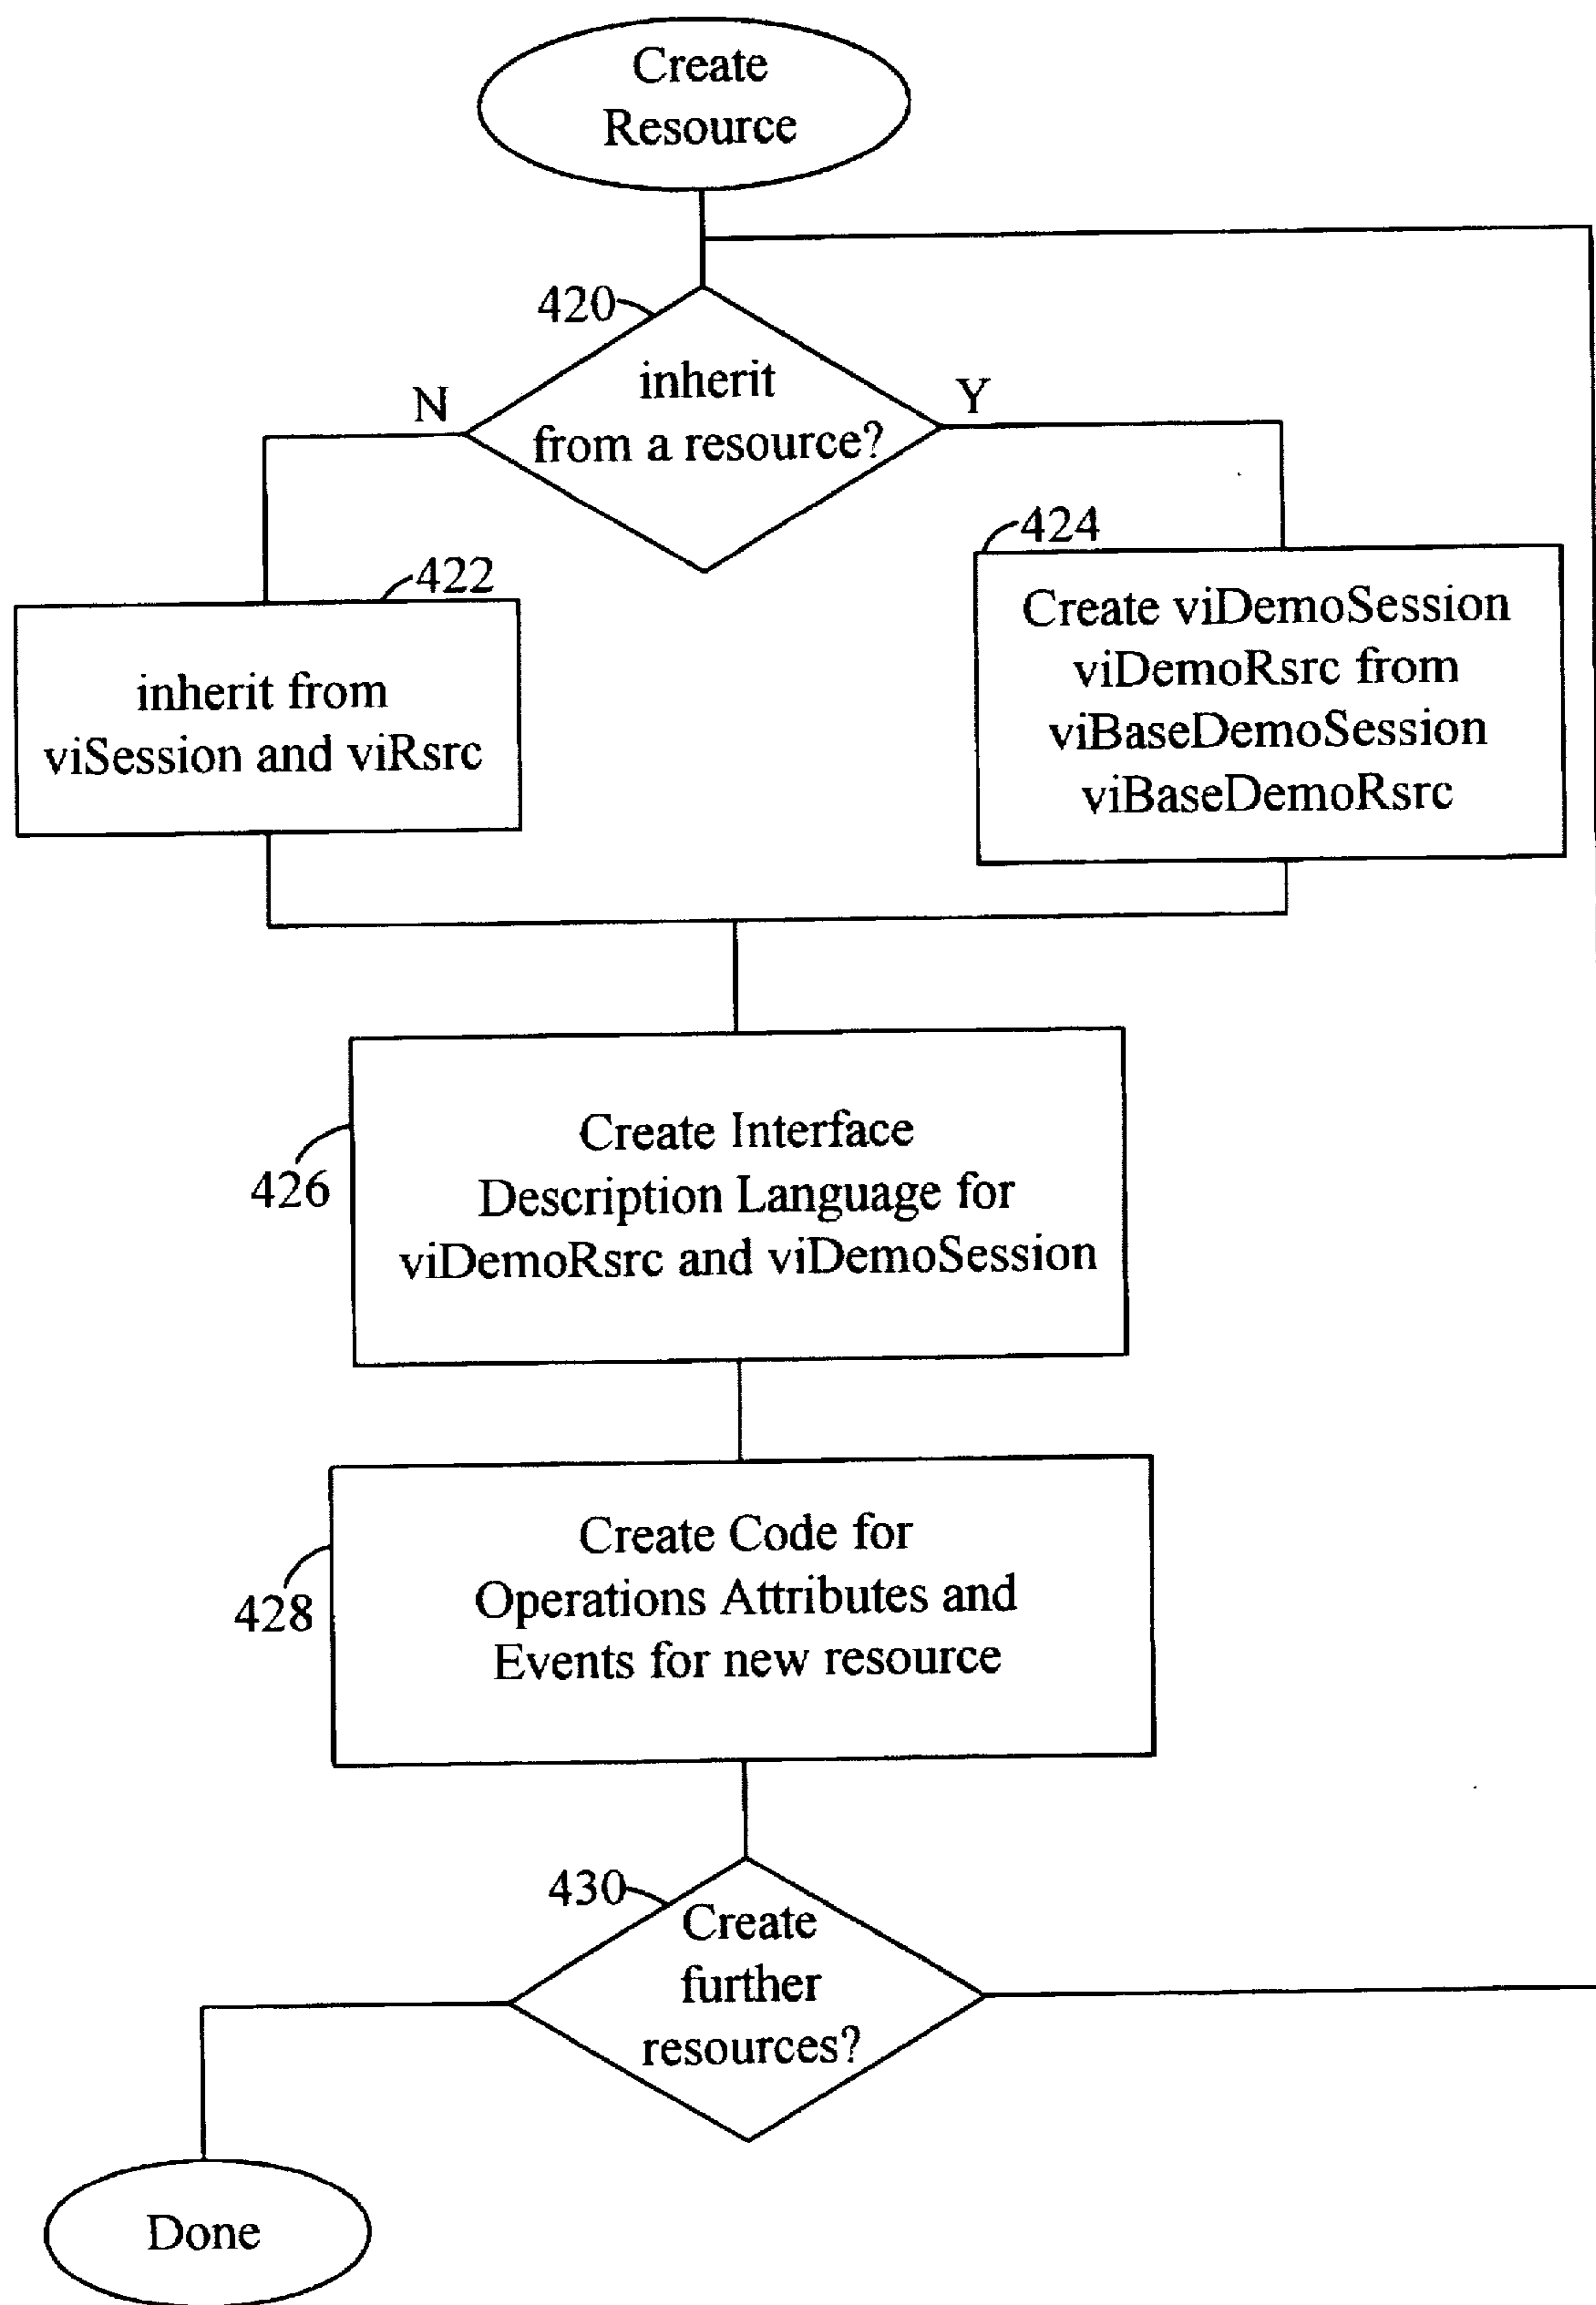 Create
Resource
420
inherit
from a resource?
N
Y
422
inherit from
viSession and viRsrc
424
Create viDemoSession
viDemoRsrc from
viBaseDemoSession
viBaseDemoRsrc
426
Create Interface
Description Language for
viDemoRsrc and viDemoSession
428
Create Code for
Operations Attributes and
Events for new resource
430
Create
further
resources?
Done